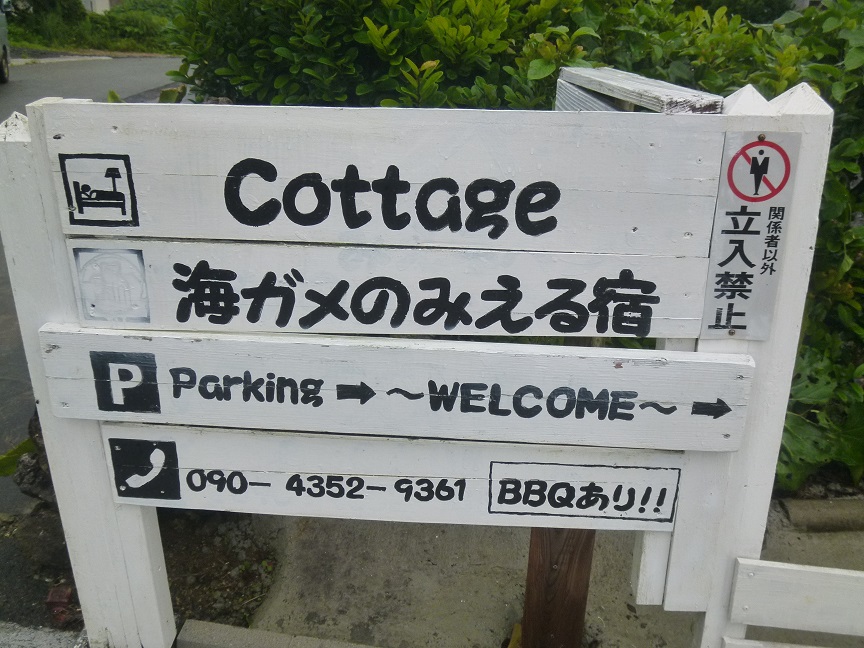 Cottage
海ガメのみえる宿
P Parking ➡ ～WELCOME～ ➡
090-4352-9361 BBQあり!!
関係者以外
立入禁止